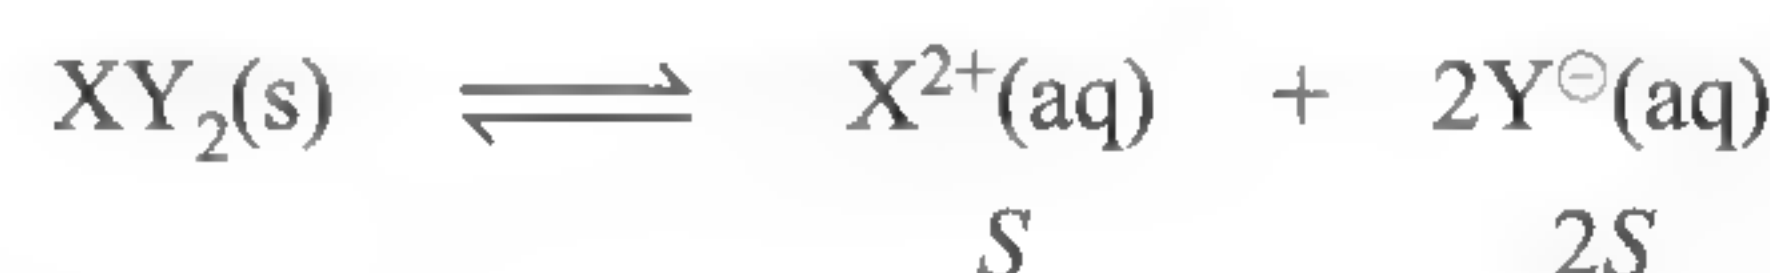 XY₂(s) ⇌ X²⁺(aq) + 2Y⊖(aq)
S 2S